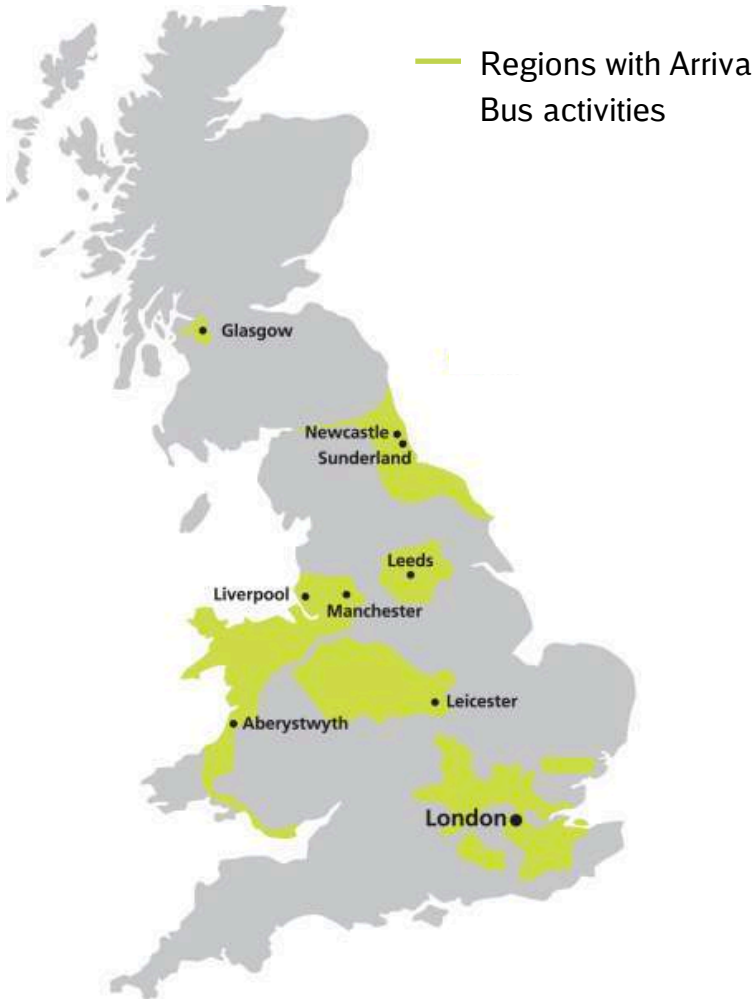 Regions with Arriva
Bus activities
Glasgow
Newcastle
Sunderland
Leeds
Liverpool
Manchester
Leicester
Aberystwyth
London